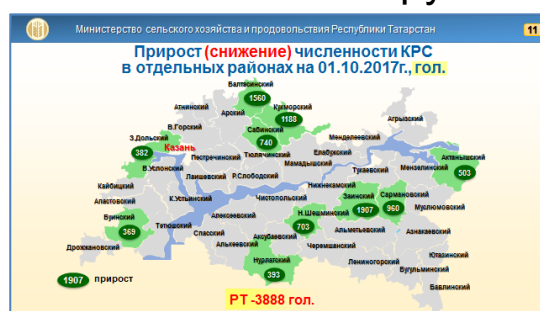 Министерство сельского хозяйства и продовольствия Республики Татарстан
11
Прирост (снижение) численности КРС
в отдельных районах на 01.10.2017г., гол.
Балтасинский
1560
Атнинский
Арский
Кукморский
1188
Агрызский
В.Горский
Сабинский
740
З.Дольский
Казань
382
Менделеевский
Елабужский
Актанышский
503
Пестречинский
Тюлячинский
Мамадышский
В.Услонский
Лаишевский
Р.Слободский
Тукаевский
Мензелинский
Кайбицкий
Нижнекамский
Апастовский
К.Устьинский
Чистопольский
Заинский
1907
Сармановский
960
Муслюмовский
Буинский
369
Тетюшский
Алексеевский
Н.Шешминский
703
Спасский
Аксубаевский
Альметьевский
Азнакаевский
Дрожжановский
Алькеевский
Черемшанский
Ютазинский
Нурлатский
393
Лениногорский
Бугульминский
Бавлинский
1907 прирост
РТ -3888 гол.